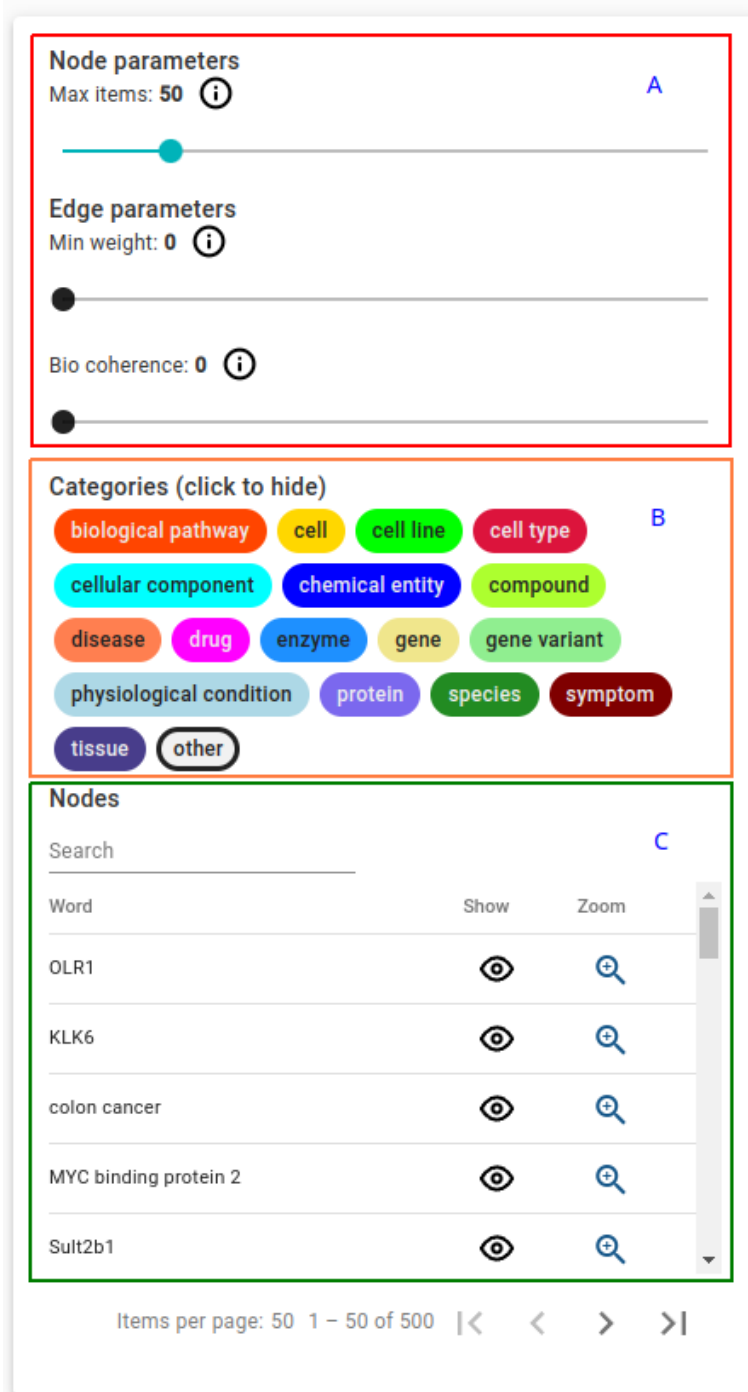 Node parameters
Max items: 50
A
Edge parameters
Min weight: 0
Bio coherence: 0
Categories (click to hide)
B
biological pathway cell cell line cell type
cellular component chemical entity compound
disease drug enzyme gene gene variant
physiological condition protein species symptom
tissue other
Nodes
C
Search
Word Show Zoom
OLR1
KLK6
colon cancer
MYC binding protein 2
Sult2b1
Items per page: 50 1 – 50 of 500